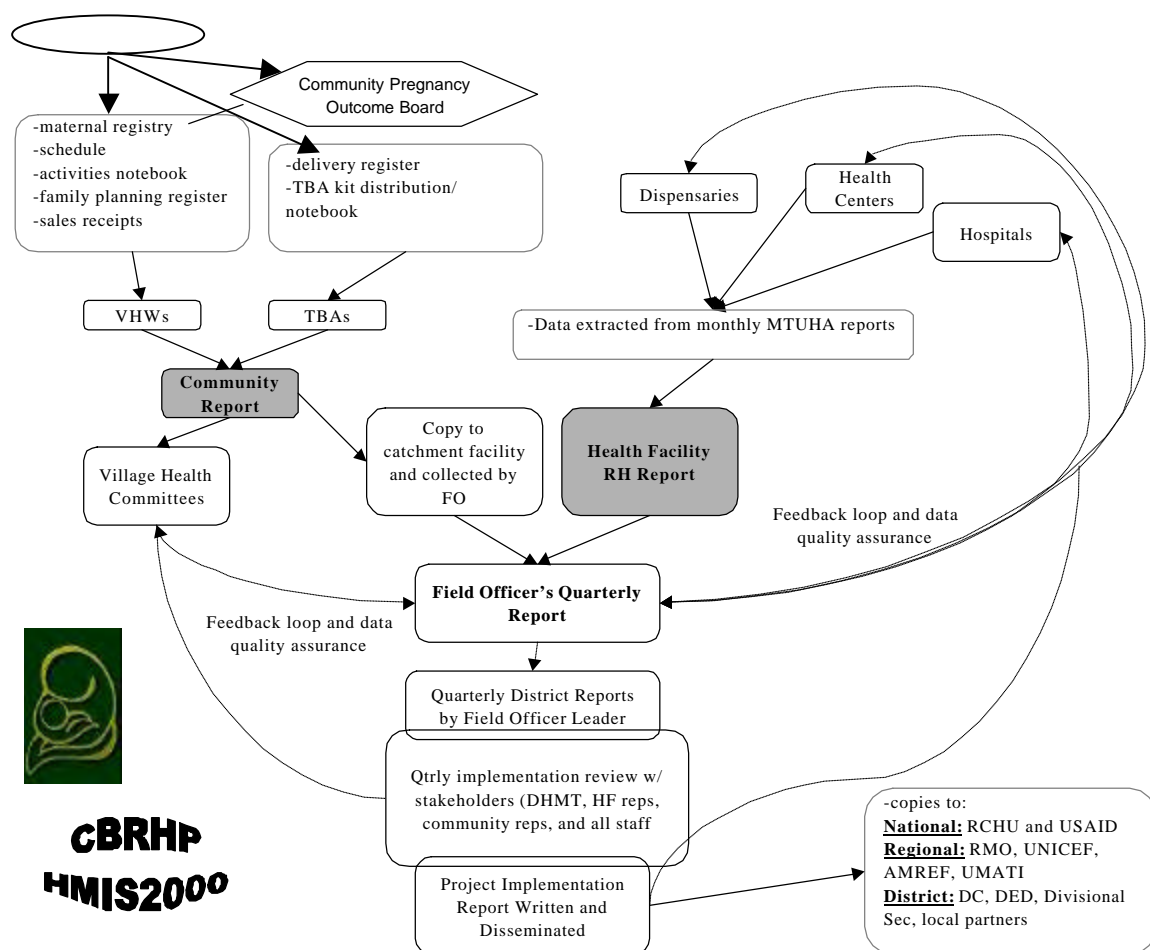 Community Pregnancy
Outcome Board
-maternal registry
-schedule
-activities notebook
-family planning register
-sales receipts
-delivery register
-TBA kit distribution/
notebook
Dispensaries
Health
Centers
Hospitals
VHWs
TBAs
-Data extracted from monthly MTUHA reports
Community
Report
Copy to
catchment facility
and collected by
FO
Health Facility
RH Report
Village Health
Committees
Feedback loop and data
quality assurance
Field Officer's Quarterly
Report
Feedback loop and data
quality assurance
Quarterly District Reports
by Field Officer Leader
Qtrly implementation review w/
stakeholders (DHMT, HF reps,
community reps, and all staff
Project Implementation
Report Written and
Disseminated
-copies to:
National: RCHU and USAID
Regional: RMO, UNICEF,
AMREF, UMATI
District: DC, DED, Divisional
Sec, local partners
CBRHP
HMIS2000